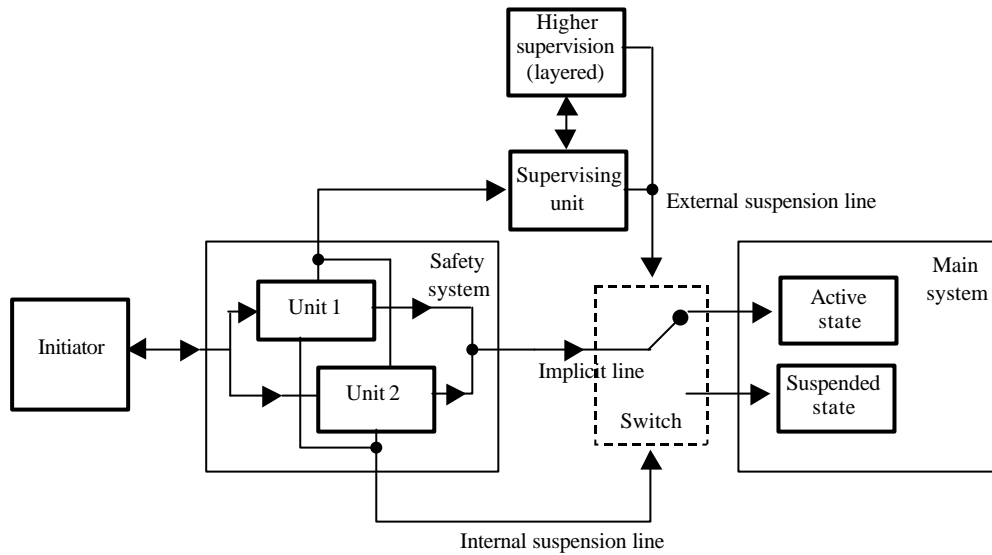 Higher
supervision
(layered)
Supervising
unit
External suspension line
Safety
system
Main
system
Unit 1
Active
state
Initiator
Implicit line
Unit 2
Suspended
state
Switch
Internal suspension line